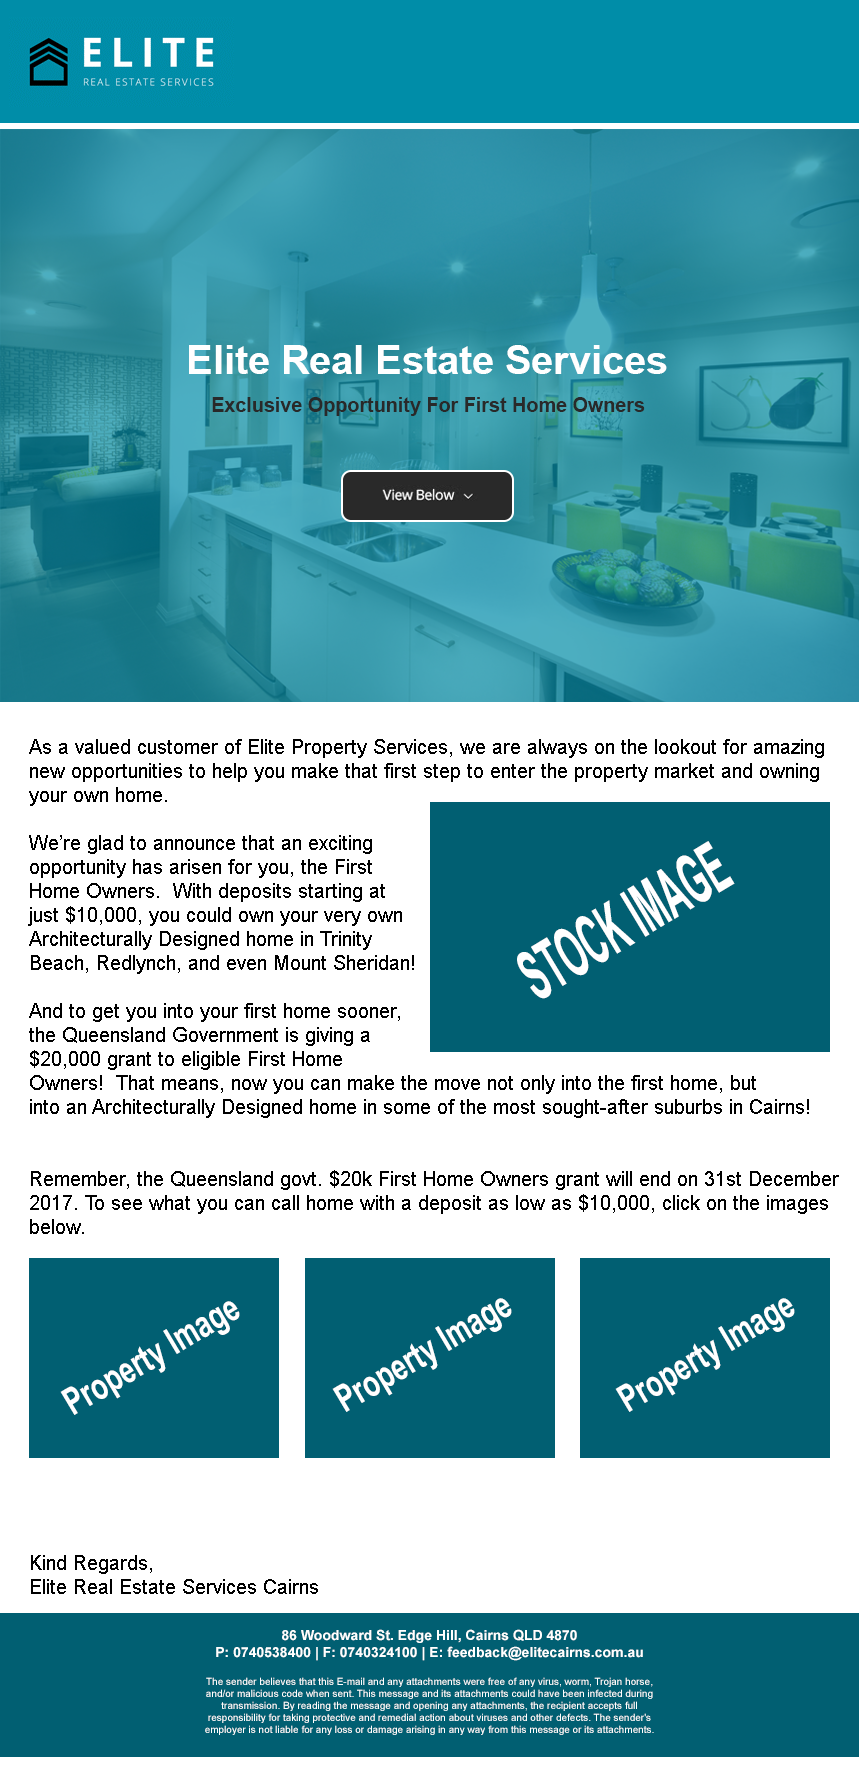 ELITE
REAL ESTATE SERVICES
Elite Real Estate Services
Exclusive Opportunity For First Home Owners
View Below
As a valued customer of Elite Property Services, we are always on the lookout for amazing
new opportunities to help you make that first step to enter the property market and owning
your own home.
We’re glad to announce that an exciting
opportunity has arisen for you, the First
Home Owners.  With deposits starting at
just $10,000, you could own your very own
Architecturally Designed home in Trinity
Beach, Redlynch, and even Mount Sheridan!
STOCK IMAGE
And to get you into your first home sooner,
the Queensland Government is giving a
$20,000 grant to eligible First Home
Owners!  That means, now you can make the move not only into the first home, but
into an Architecturally Designed home in some of the most sought-after suburbs in Cairns!
Remember, the Queensland govt. $20k First Home Owners grant will end on 31st December
2017. To see what you can call home with a deposit as low as $10,000, click on the images
below.
Property Image
Property Image
Property Image
Kind Regards,
Elite Real Estate Services Cairns
86 Woodward St. Edge Hill, Cairns QLD 4870
P: 0740538400 | F: 0740324100 | E: feedback@elitecairns.com.au
The sender believes that this E-mail and any attachments were free of any virus, worm, Trojan horse,
and/or malicious code when sent. This message and its attachments could have been infected during
transmission. By reading the message and opening any attachments, the recipient accepts full
responsibility for taking protective and remedial action about viruses and other defects. The sender's
employer is not liable for any loss or damage arising in any way from this message or its attachments.